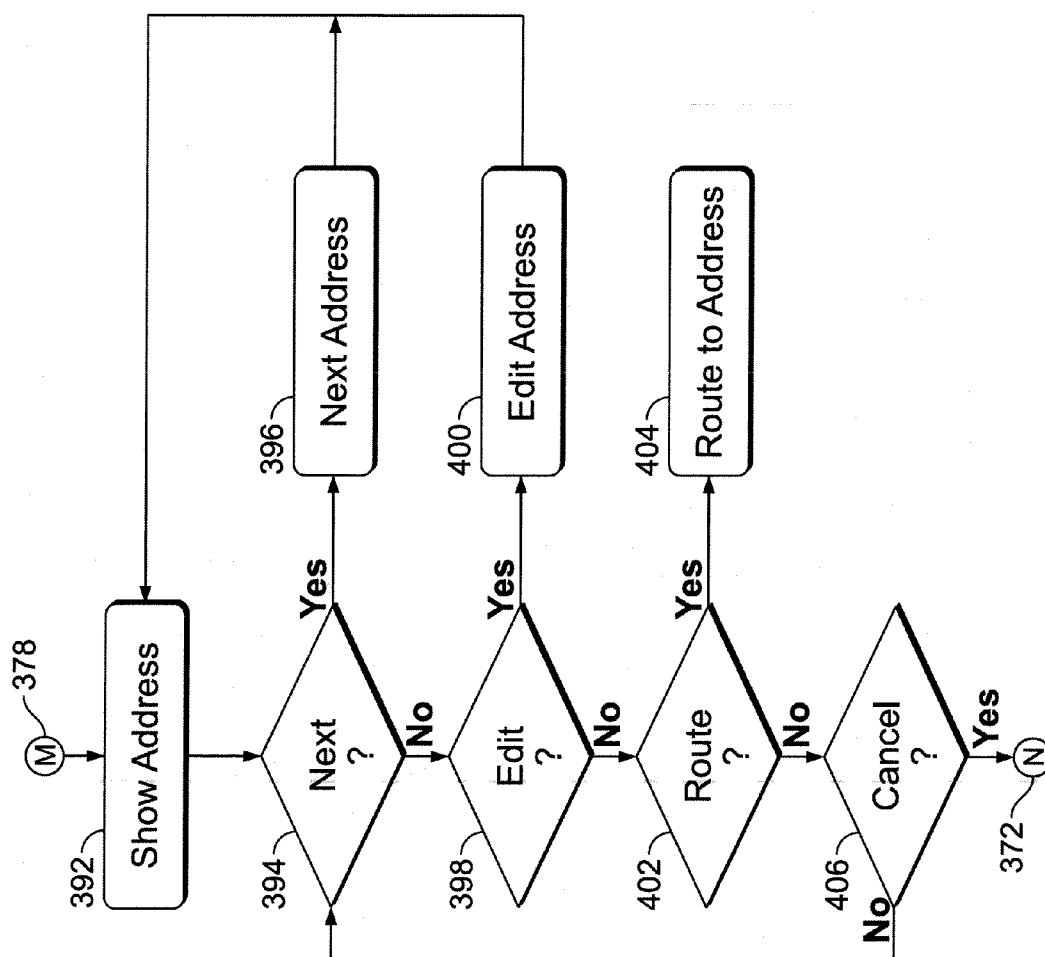 M
378
392
Show Address
394
Next
?
Yes
No
396
Next Address
398
Edit
?
Yes
No
400
Edit Address
402
Route
?
Yes
No
404
Route to Address
406
Cancel
?
No
Yes
372
N